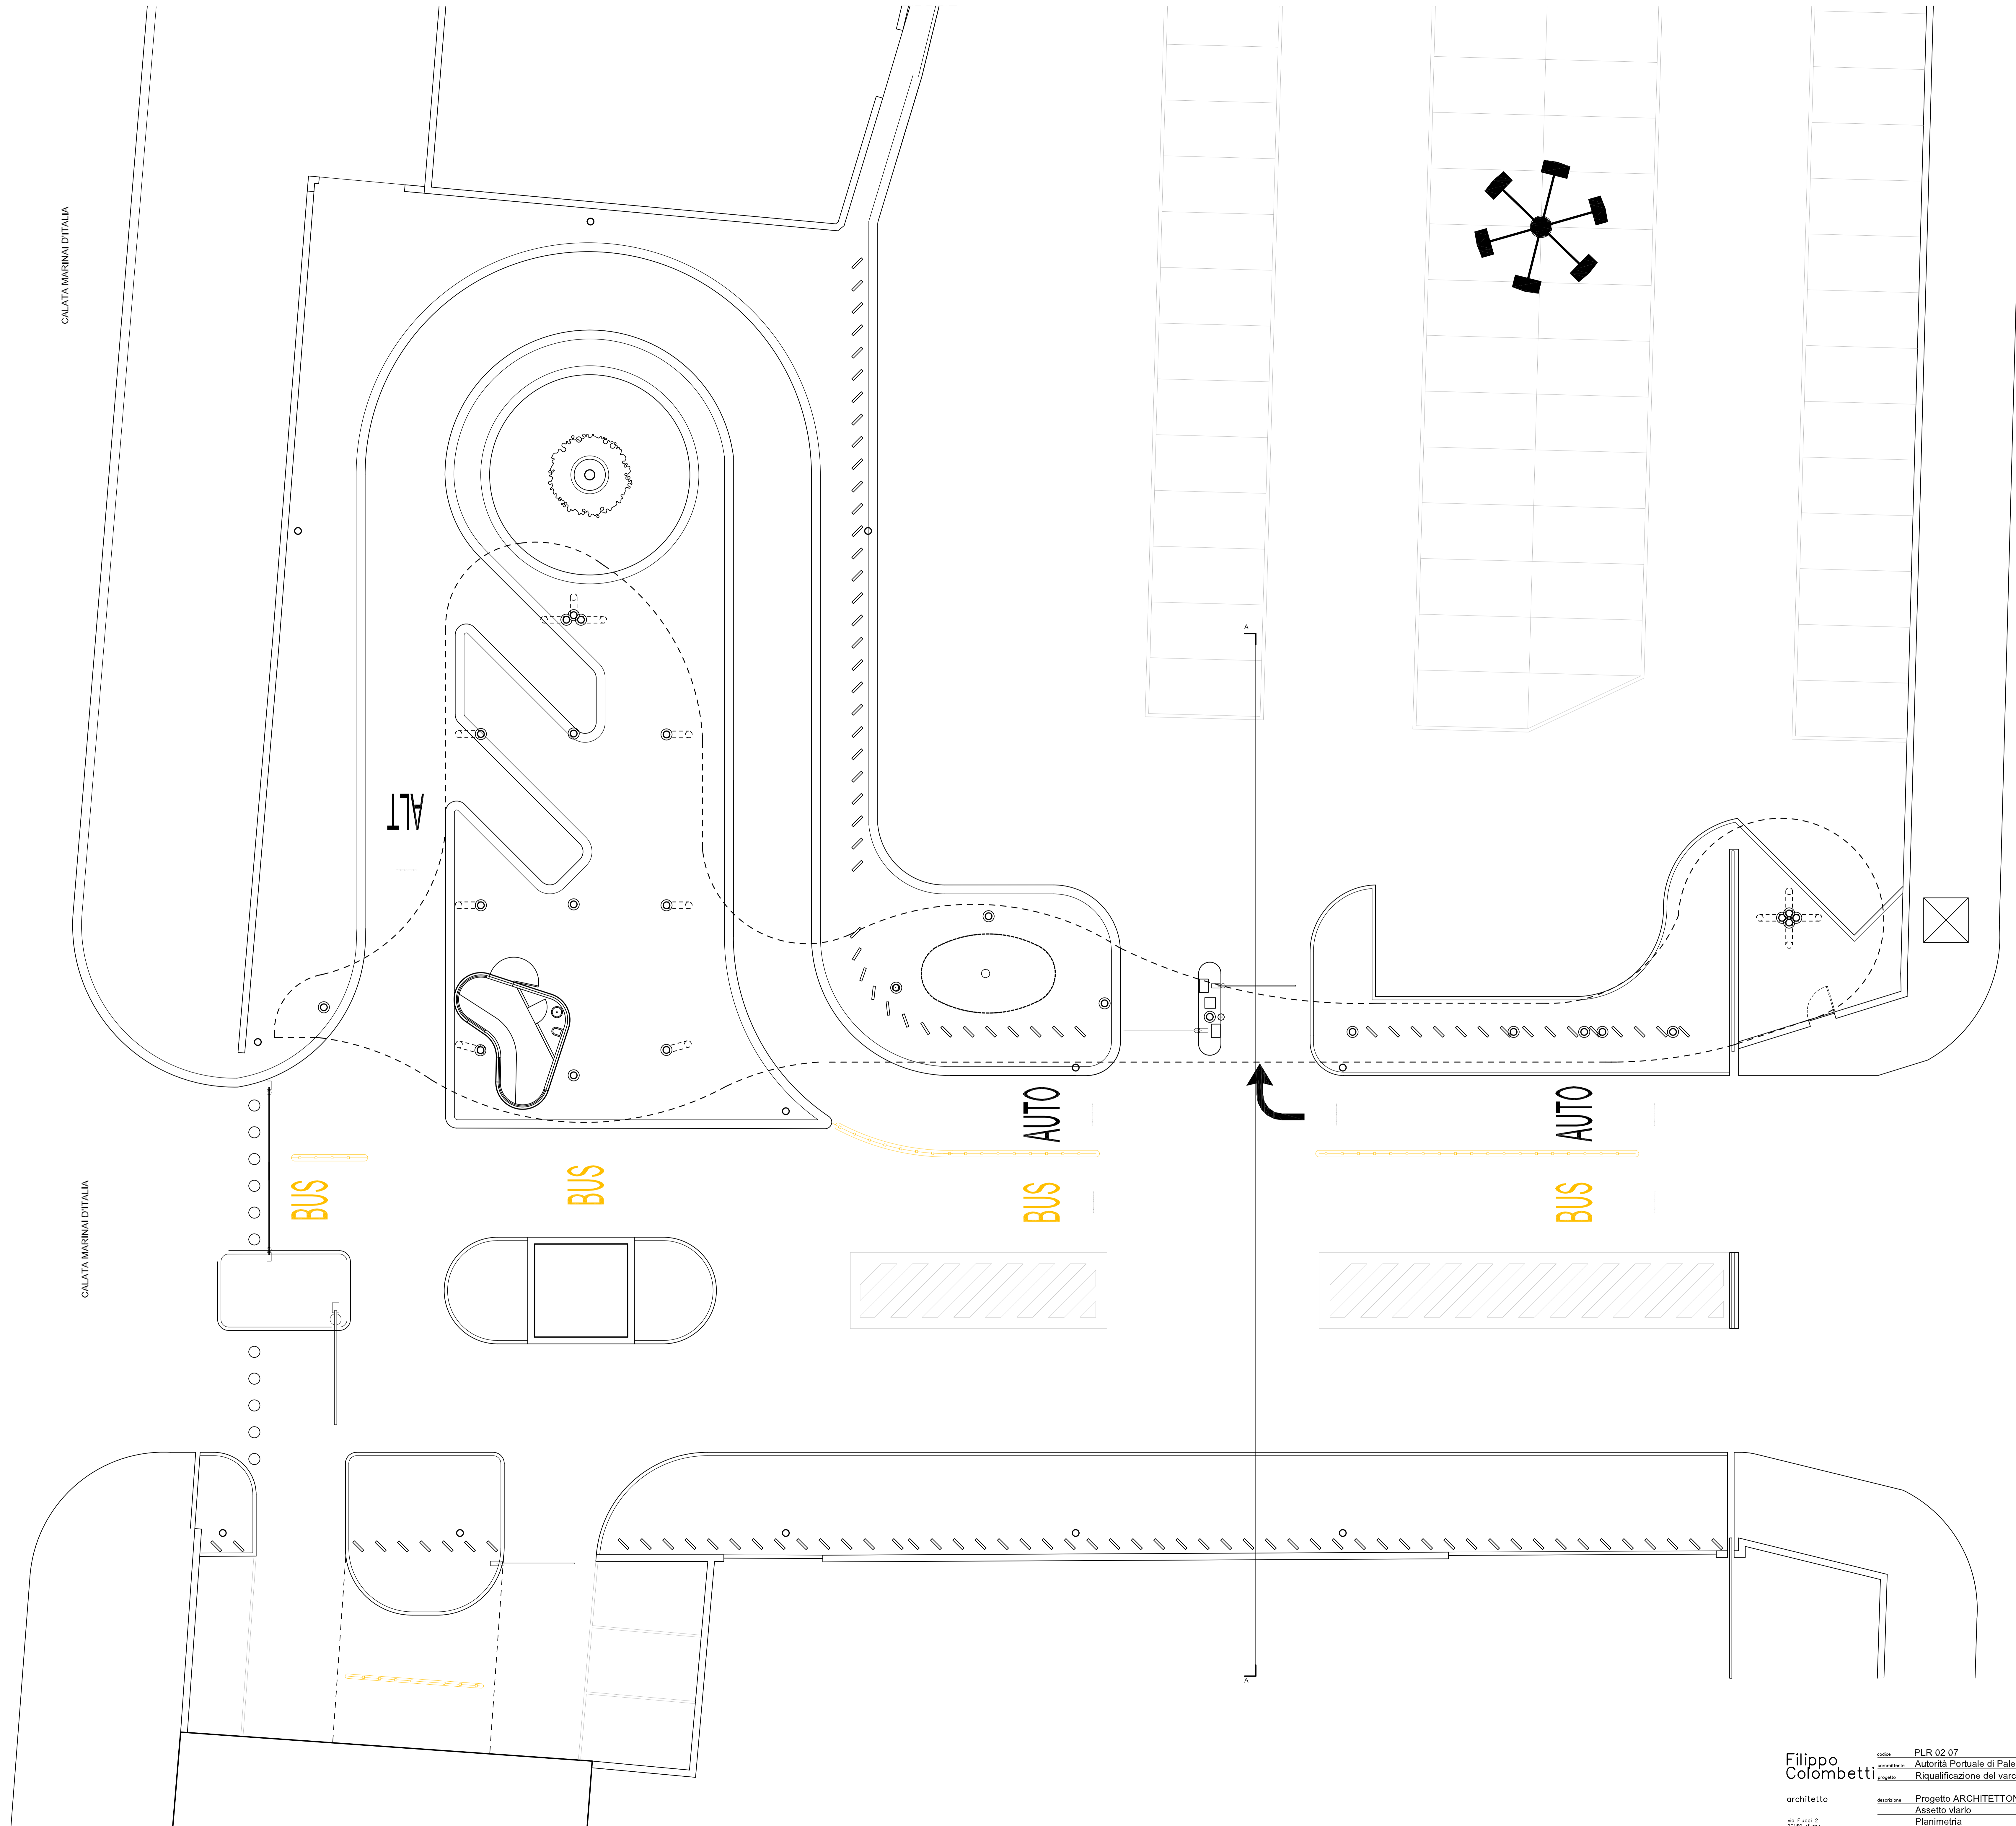 CALATA MARINAI D'ITALIA
A
ALT
AUTO
AUTO
BUS
BUS
BUS
BUS
CALATA MARINAI D'ITALIA
A
Filippo
Colombetti
architetto
via Fiuggi 2
codice PLR 02 07
committente Autorità Portuale di Pale
progetto Riqualificazione del varc
descrizione Progetto ARCHITETTON
Assetto viario
Planimetria